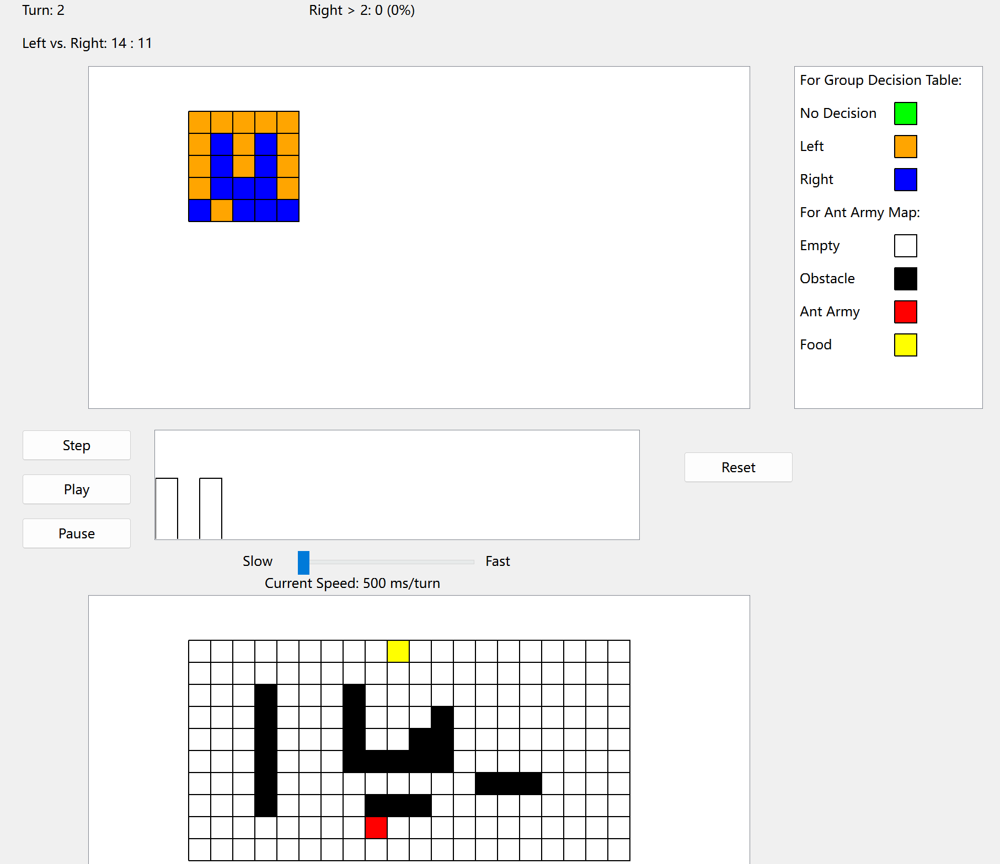 Turn: 2
Right > 2: 0 (0%)
Left vs. Right: 14 : 11
For Group Decision Table:
No Decision
Left
Right
For Ant Army Map:
Empty
Obstacle
Ant Army
Food
Step
Play
Pause
Reset
Slow
Fast
Current Speed: 500 ms/turn